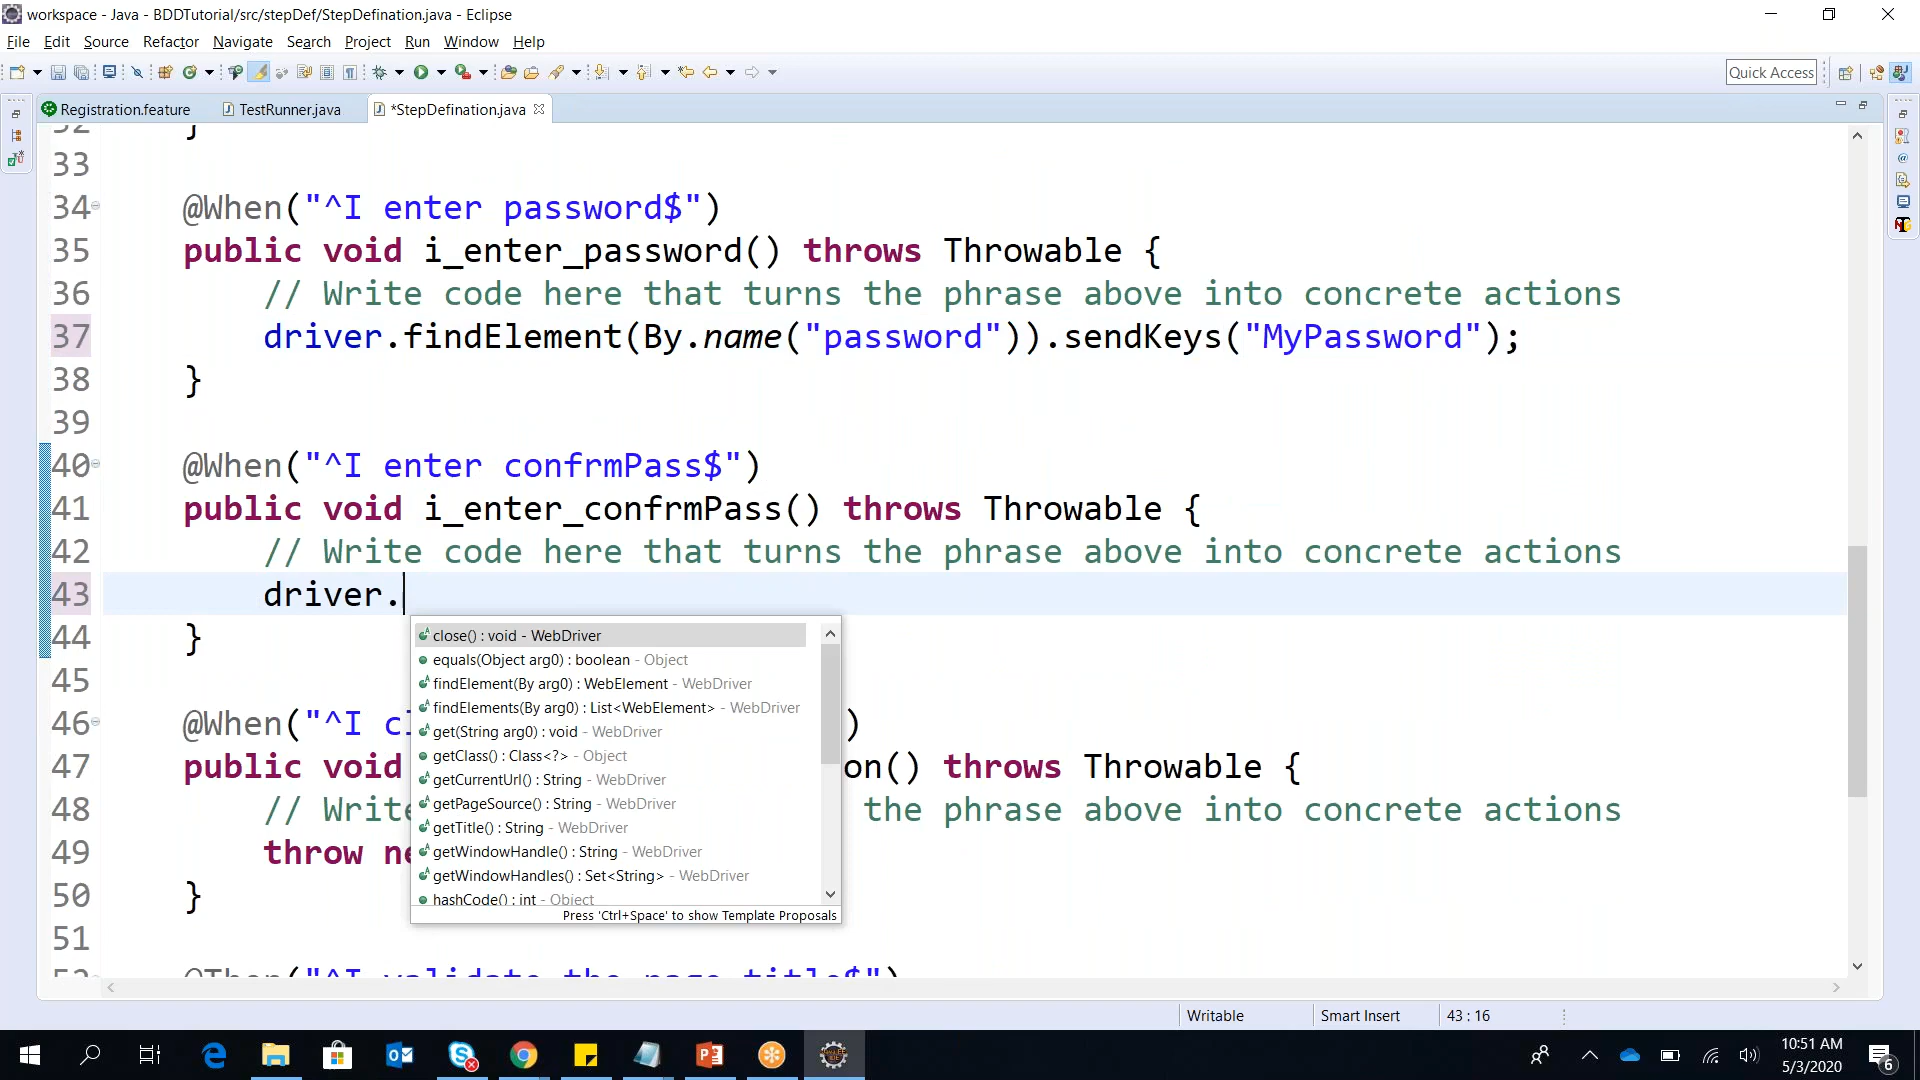 workspace - Java - BDDTutorial/src/stepDef/StepDefination.java - Eclipse
File Edit Source Refactor Navigate Search Project Run Window Help
Quick Access
Registration.feature TestRunner.java *StepDefination.java
32 }
33
34 @When("^I enter password$")
35 public void i_enter_password() throws Throwable {
36 // Write code here that turns the phrase above into concrete actions
37 driver.findElement(By.name("password")).sendKeys("MyPassword");
38 }
39
40 @When("^I enter confrmPass$")
41 public void i_enter_confrmPass() throws Throwable {
42 // Write code here that turns the phrase above into concrete actions
43 driver.
44 }
45
46 @When("^I c )
47 public void on() throws Throwable {
48 // Write the phrase above into concrete actions
49 throw ne
50 }
51
52 @Then("^I validate the page title$")
close() : void - WebDriver
equals(Object arg0) : boolean - Object
findElement(By arg0) : WebElement - WebDriver
findElements(By arg0) : List<WebElement> - WebDriver
get(String arg0) : void - WebDriver
getClass() : Class<?> - Object
getCurrentUrl() : String - WebDriver
getPageSource() : String - WebDriver
getTitle() : String - WebDriver
getWindowHandle() : String - WebDriver
getWindowHandles() : Set<String> - WebDriver
hashCode() : int - Object
Press 'Ctrl+Space' to show Template Proposals
Writable Smart Insert 43 : 16
10:51 AM
5/3/2020
6